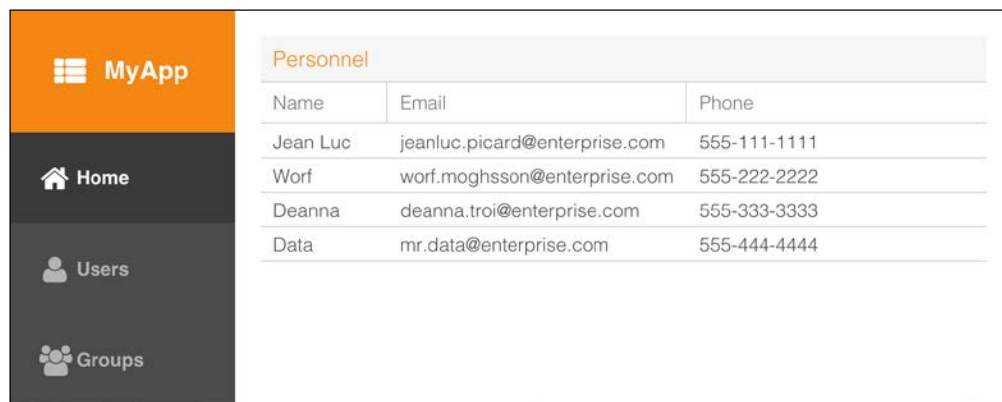 MyApp
Home
Users
Groups
Personnel
Name Email Phone
Jean Luc jeanluc.picard@enterprise.com 555-111-1111
Worf worf.moghsson@enterprise.com 555-222-2222
Deanna deanna.troi@enterprise.com 555-333-3333
Data mr.data@enterprise.com 555-444-4444